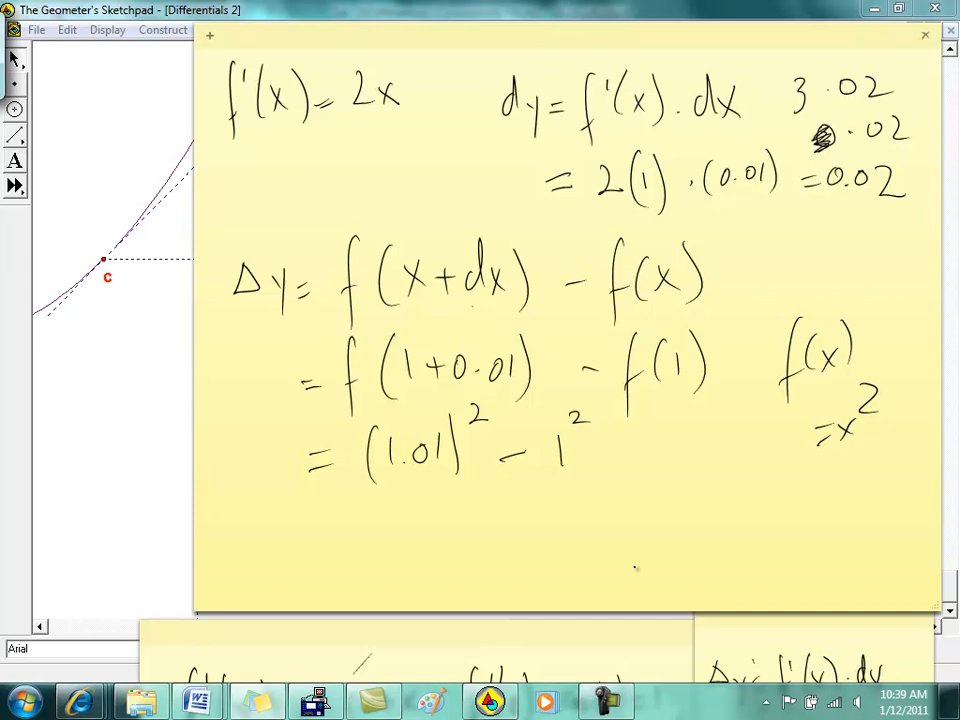 The Geometer's Sketchpad - [Differentials 2]
File Edit Display Construct
f'(x) = 2x
dy = f'(x) . dx
3.02
.02
= 2(1) .(0.01) = 0.02
Δy = f(x+dx) - f(x)
= f(1+0.01) - f(1)
f(x)
= x²
= (1.01)² - 1²
A
C
Arial
10:39 AM
1/12/2011